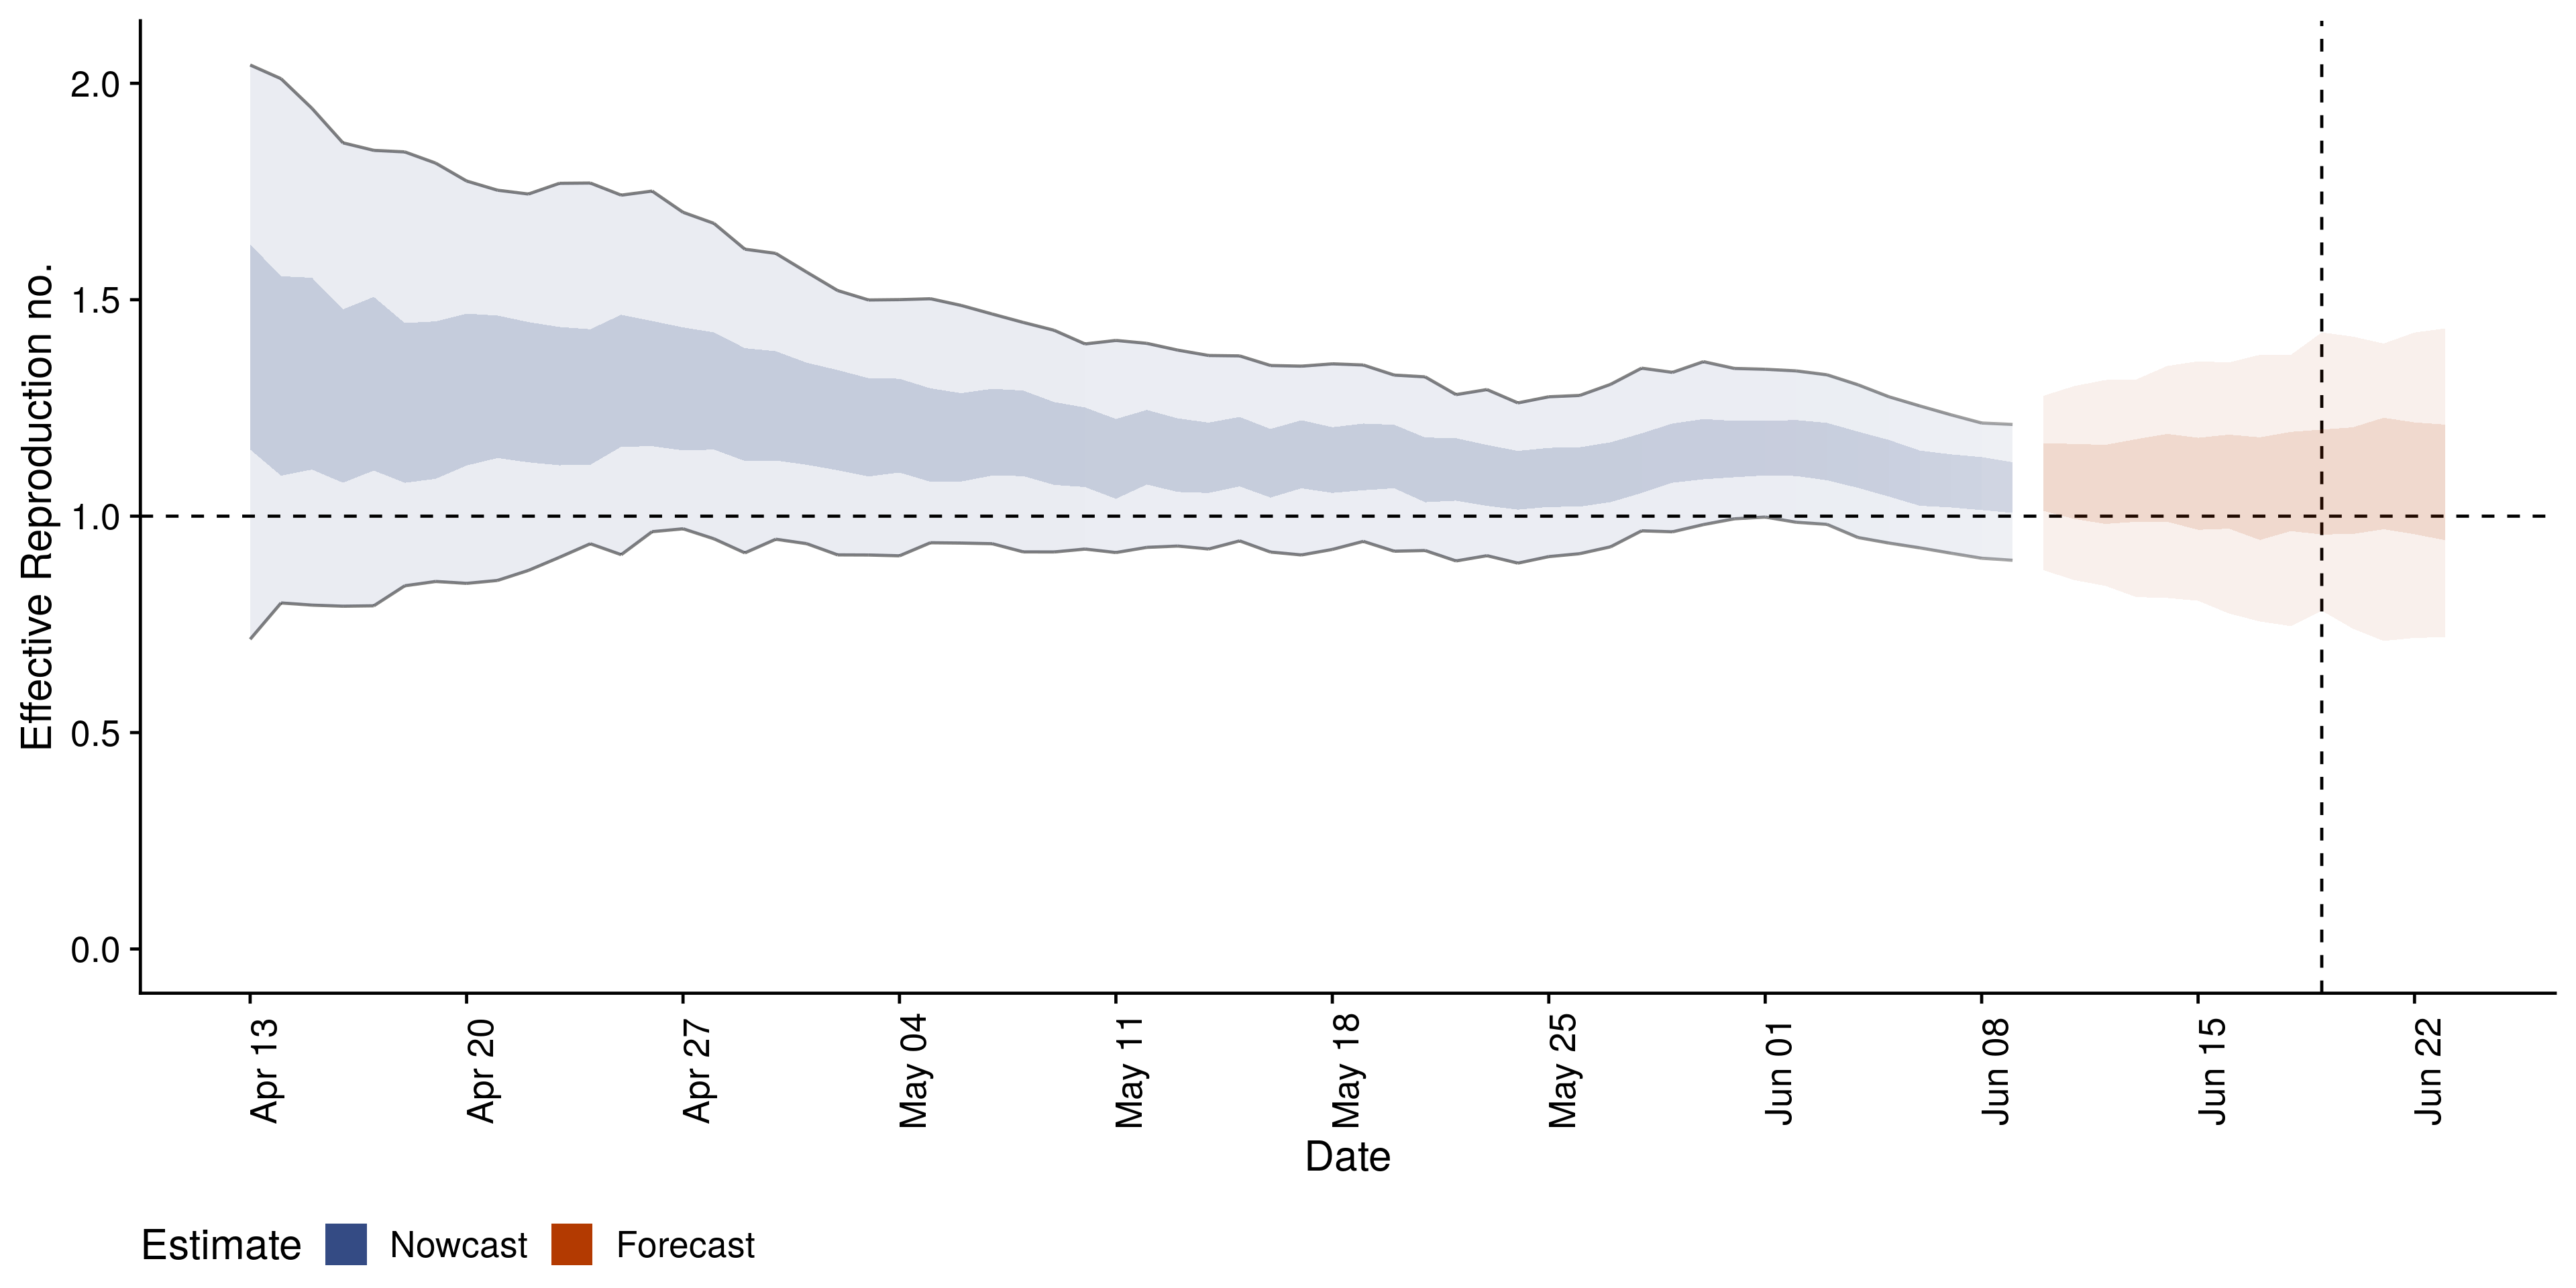 Effective Reproduction no.
2.0
1.5
1.0
0.5
0.0
Apr 13
Apr 20
Apr 27
May 04
May 11
May 18
May 25
Jun 01
Jun 08
Jun 15
Jun 22
Date
Estimate Nowcast Forecast